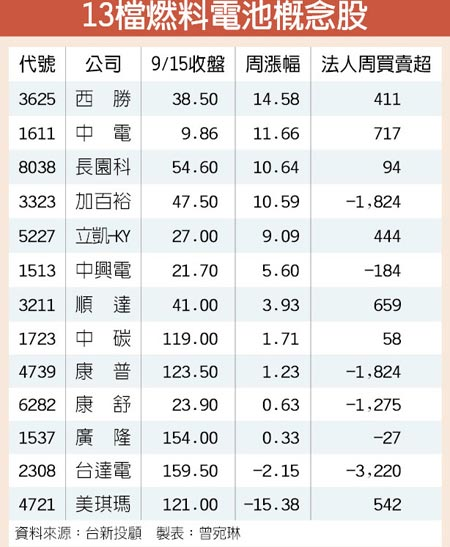 13檔燃料電池概念股
代號 公司 9/15收盤 周漲幅 法人周買賣超
3625 西勝 38.50 14.58 411
1611 中電 9.86 11.66 717
8038 長園科 54.60 10.64 94
3323 加百裕 47.50 10.59 -1,824
5227 立凱-KY 27.00 9.09 444
1513 中興電 21.70 5.60 -184
3211 順達 41.00 3.93 659
1723 中碳 119.00 1.71 58
4739 康普 123.50 1.23 -1,824
6282 康舒 23.90 0.63 -1,275
1537 廣隆 154.00 0.33 -27
2308 台達電 159.50 -2.15 -3,220
4721 美琪瑪 121.00 -15.38 542
資料來源：台新投顧 製表：曾宛琳